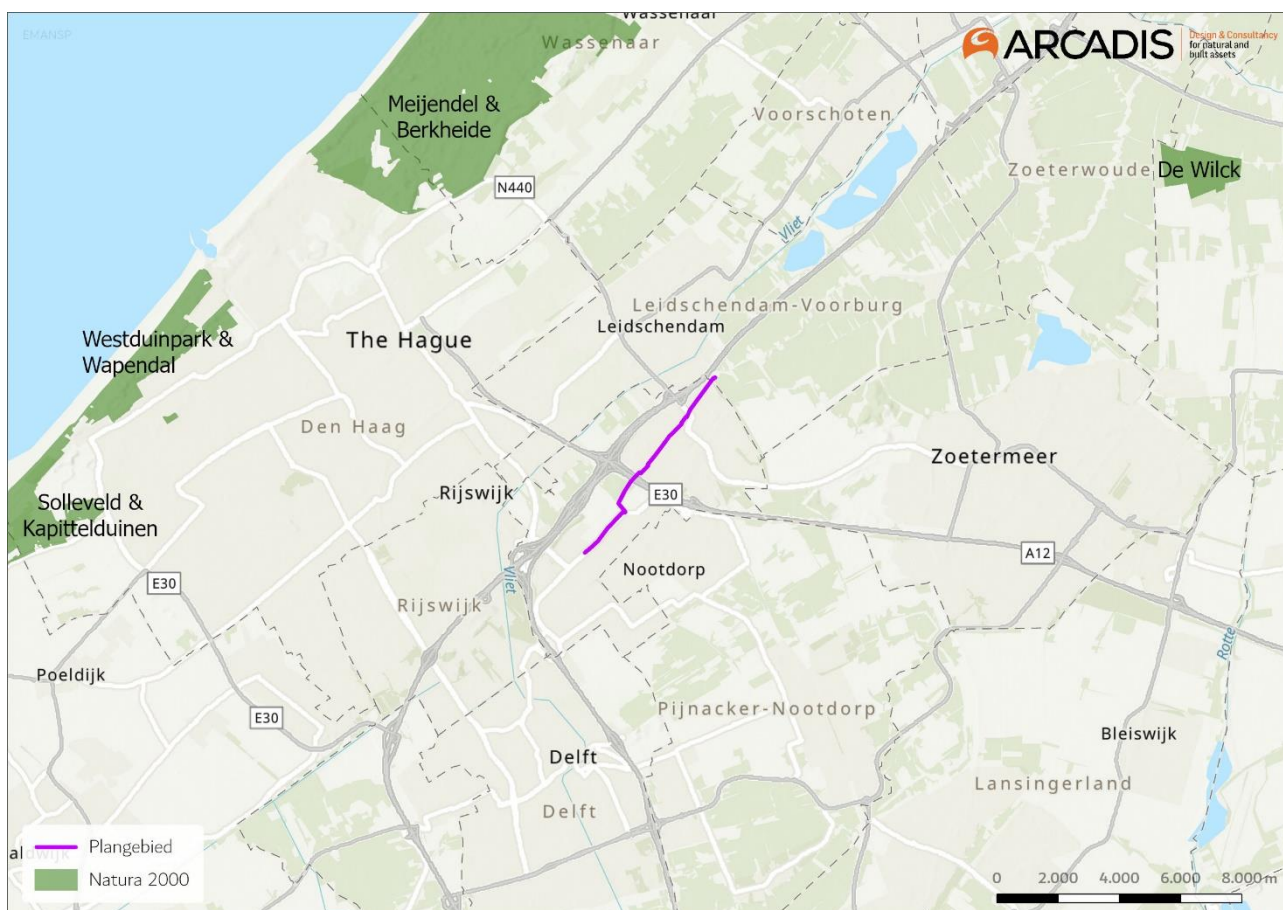 Wassenaar
EMANSP
Wassenaar
ARCADIS
Design & Consultancy
for natural and
built assets
Meijendel &
Berkheide
Voorschoten
Zoeterwoude
De Wilck
N440
Vliet
Leidschendam-Voorburg
Leidschendam
Westduinpark &
Wapendal
The Hague
Den Haag
Zoetermeer
Rijswijk
E30
Solleveld &
Kapittelduinen
A12
Nootdorp
Vliet
E30
Rijswijk
Rotte
Poeldijk
E30
Pijnacker-Nootdorp
Bleiswijk
Delft
Lansingerland
Delft
Plangebied
aldwijk
Natura 2000
0 2.000 4.000 6.000 8.000 m